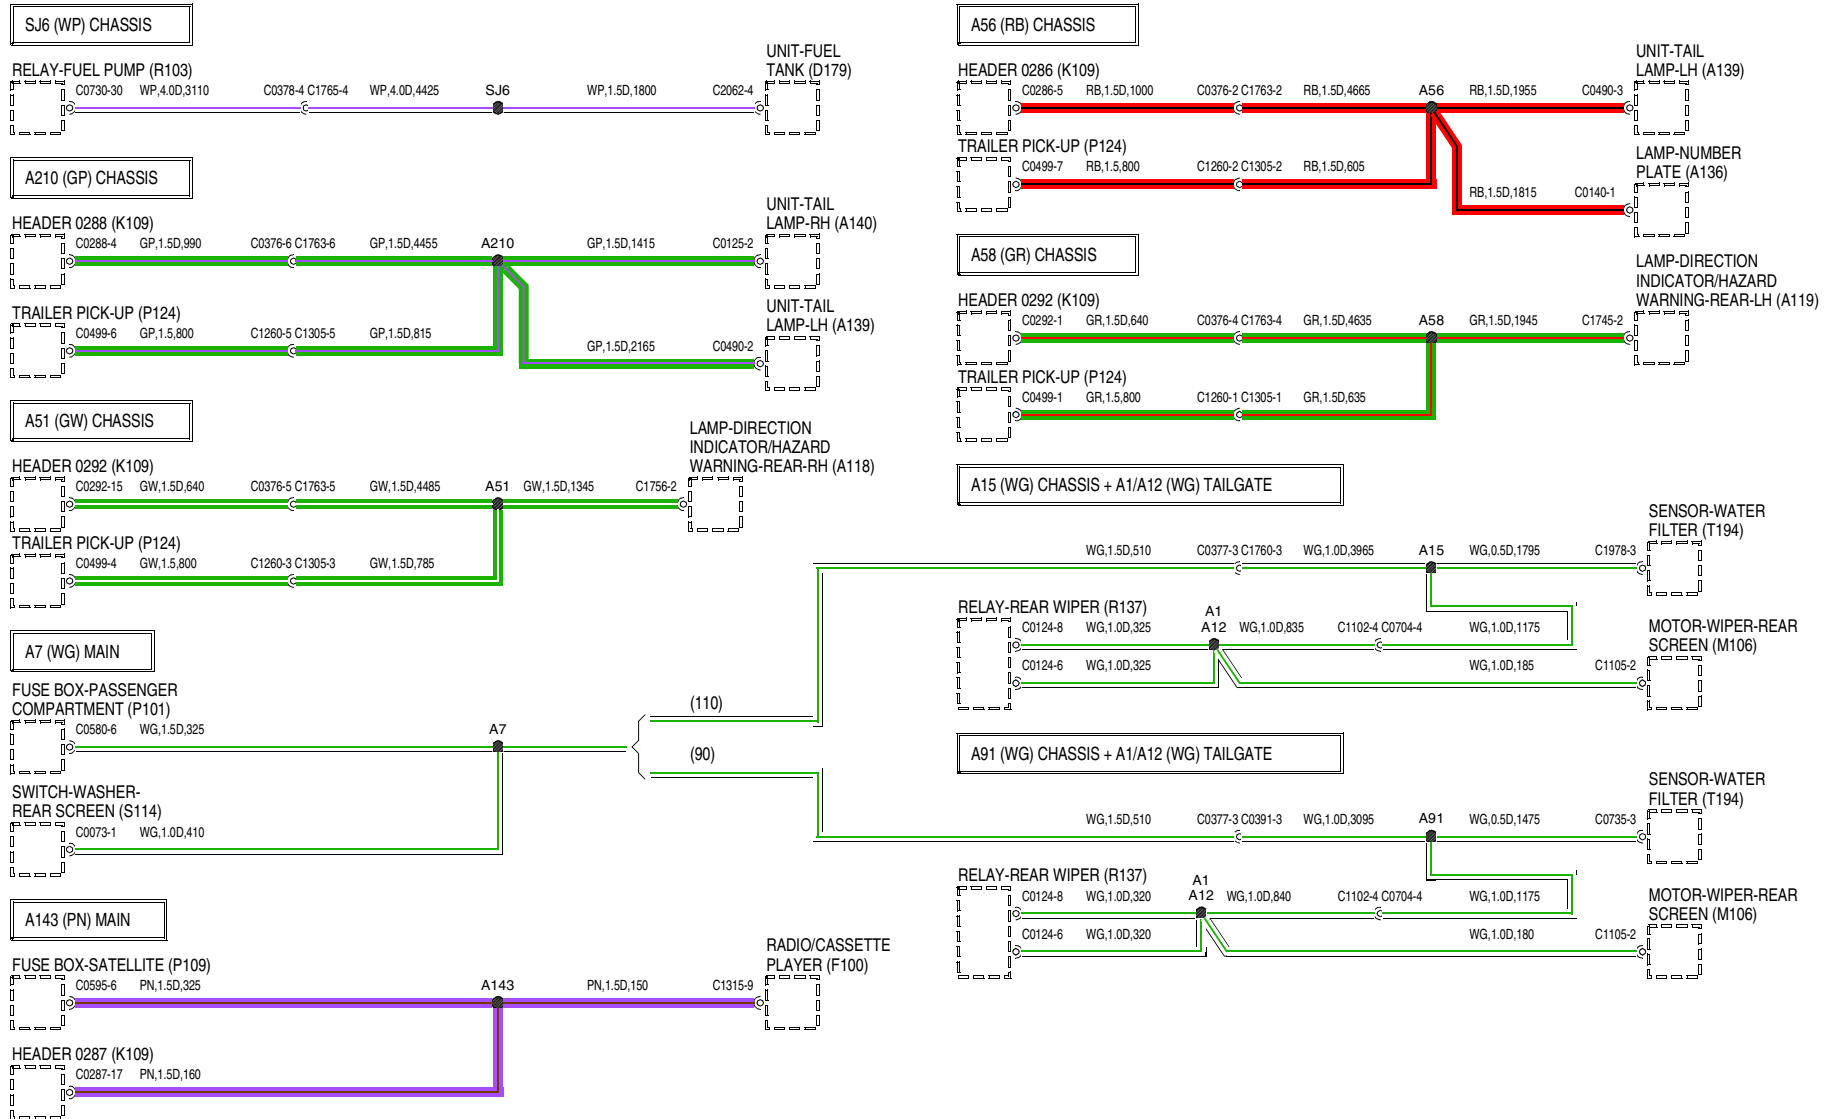 SJ6 (WP) CHASSIS
RELAY-FUEL PUMP (R103)
UNIT-FUEL
TANK (D179)
C0730-30 WP,4.0D,3110 C0378-4 C1765-4 WP,4.0D,4425 SJ6 WP,1.5D,1800 C2062-4
A210 (GP) CHASSIS
HEADER 0288 (K109)
UNIT-TAIL
LAMP-RH (A140)
C0288-4 GP,1.5D,990 C0376-6 C1763-6 GP,1.5D,4455 A210 GP,1.5D,1415 C0125-2
TRAILER PICK-UP (P124)
UNIT-TAIL
LAMP-LH (A139)
C0499-6 GP,1.5,800 C1260-5 C1305-5 GP,1.5D,815
GP,1.5D,2165 C0490-2
A51 (GW) CHASSIS
HEADER 0292 (K109)
LAMP-DIRECTION
INDICATOR/HAZARD
WARNING-REAR-RH (A118)
C0292-15 GW,1.5D,640 C0376-5 C1763-5 GW,1.5D,4485 A51 GW,1.5D,1345 C1756-2
TRAILER PICK-UP (P124)
C0499-4 GW,1.5,800 C1260-3 C1305-3 GW,1.5D,785
A7 (WG) MAIN
FUSE BOX-PASSENGER
COMPARTMENT (P101)
C0580-6 WG,1.5D,325 A7
(110)
(90)
SWITCH-WASHER-
REAR SCREEN (S114)
C0073-1 WG,1.0D,410
A143 (PN) MAIN
FUSE BOX-SATELLITE (P109)
RADIO/CASSETTE
PLAYER (F100)
C0595-6 PN,1.5D,325 A143 PN,1.5D,150 C1315-9
HEADER 0287 (K109)
C0287-17 PN,1.5D,160
A56 (RB) CHASSIS
HEADER 0286 (K109)
UNIT-TAIL
LAMP-LH (A139)
C0286-5 RB,1.5D,1000 C0376-2 C1763-2 RB,1.5D,4665 A56 RB,1.5D,1955 C0490-3
TRAILER PICK-UP (P124)
LAMP-NUMBER
PLATE (A136)
C0499-7 RB,1.5,800 C1260-2 C1305-2 RB,1.5D,605
RB,1.5D,1815 C0140-1
A58 (GR) CHASSIS
HEADER 0292 (K109)
LAMP-DIRECTION
INDICATOR/HAZARD
WARNING-REAR-LH (A119)
C0292-1 GR,1.5D,640 C0376-4 C1763-4 GR,1.5D,4635 A58 GR,1.5D,1945 C1745-2
TRAILER PICK-UP (P124)
C0499-1 GR,1.5,800 C1260-1 C1305-1 GR,1.5D,635
A15 (WG) CHASSIS + A1/A12 (WG) TAILGATE
SENSOR-WATER
FILTER (T194)
WG,1.5D,510 C0377-3 C1760-3 WG,1.0D,3965 A15 WG,0.5D,1795 C1978-3
RELAY-REAR WIPER (R137)
A1
C0124-8 WG,1.0D,325 A12 WG,1.0D,835 C1102-4 C0704-4 WG,1.0D,1175
MOTOR-WIPER-REAR
SCREEN (M106)
C0124-6 WG,1.0D,325 WG,1.0D,185 C1105-2
A91 (WG) CHASSIS + A1/A12 (WG) TAILGATE
SENSOR-WATER
FILTER (T194)
WG,1.5D,510 C0377-3 C0391-3 WG,1.0D,3095 A91 WG,0.5D,1475 C0735-3
RELAY-REAR WIPER (R137)
A1
C0124-8 WG,1.0D,320 A12 WG,1.0D,840 C1102-4 C0704-4 WG,1.0D,1175
MOTOR-WIPER-REAR
SCREEN (M106)
C0124-6 WG,1.0D,320 WG,1.0D,180 C1105-2